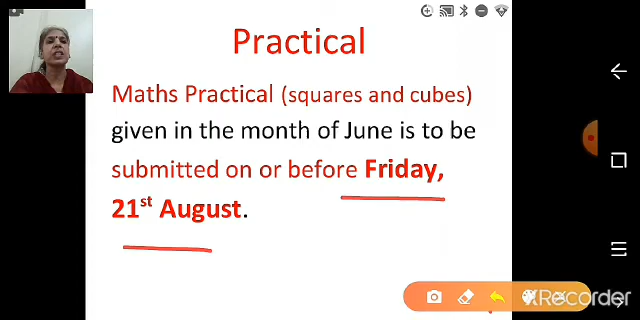 Practical
Maths Practical (squares and cubes)
given in the month of June is to be
submitted on or before Friday,
21st August.
XRecorder